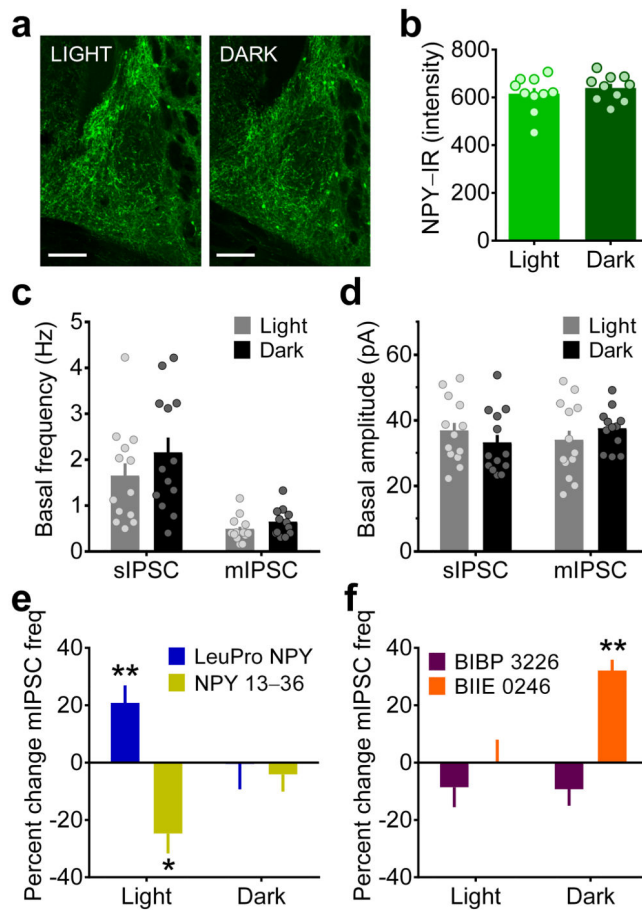 a
LIGHT
DARK
b
NPY–IR (intensity)
800
600
400
200
0
Light
Dark
c
Basal frequency (Hz)
5
4
3
2
1
0
Light
Dark
sIPSC
mIPSC
d
Basal amplitude (pA)
60
40
20
0
Light
Dark
sIPSC
mIPSC
e
Percent change mIPSC freq
40
20
0
-20
-40
LeuPro NPY
NPY 13–36
**
*
Light
Dark
f
Percent change mIPSC freq
40
20
0
-20
-40
BIBP 3226
BIIE 0246
**
Light
Dark